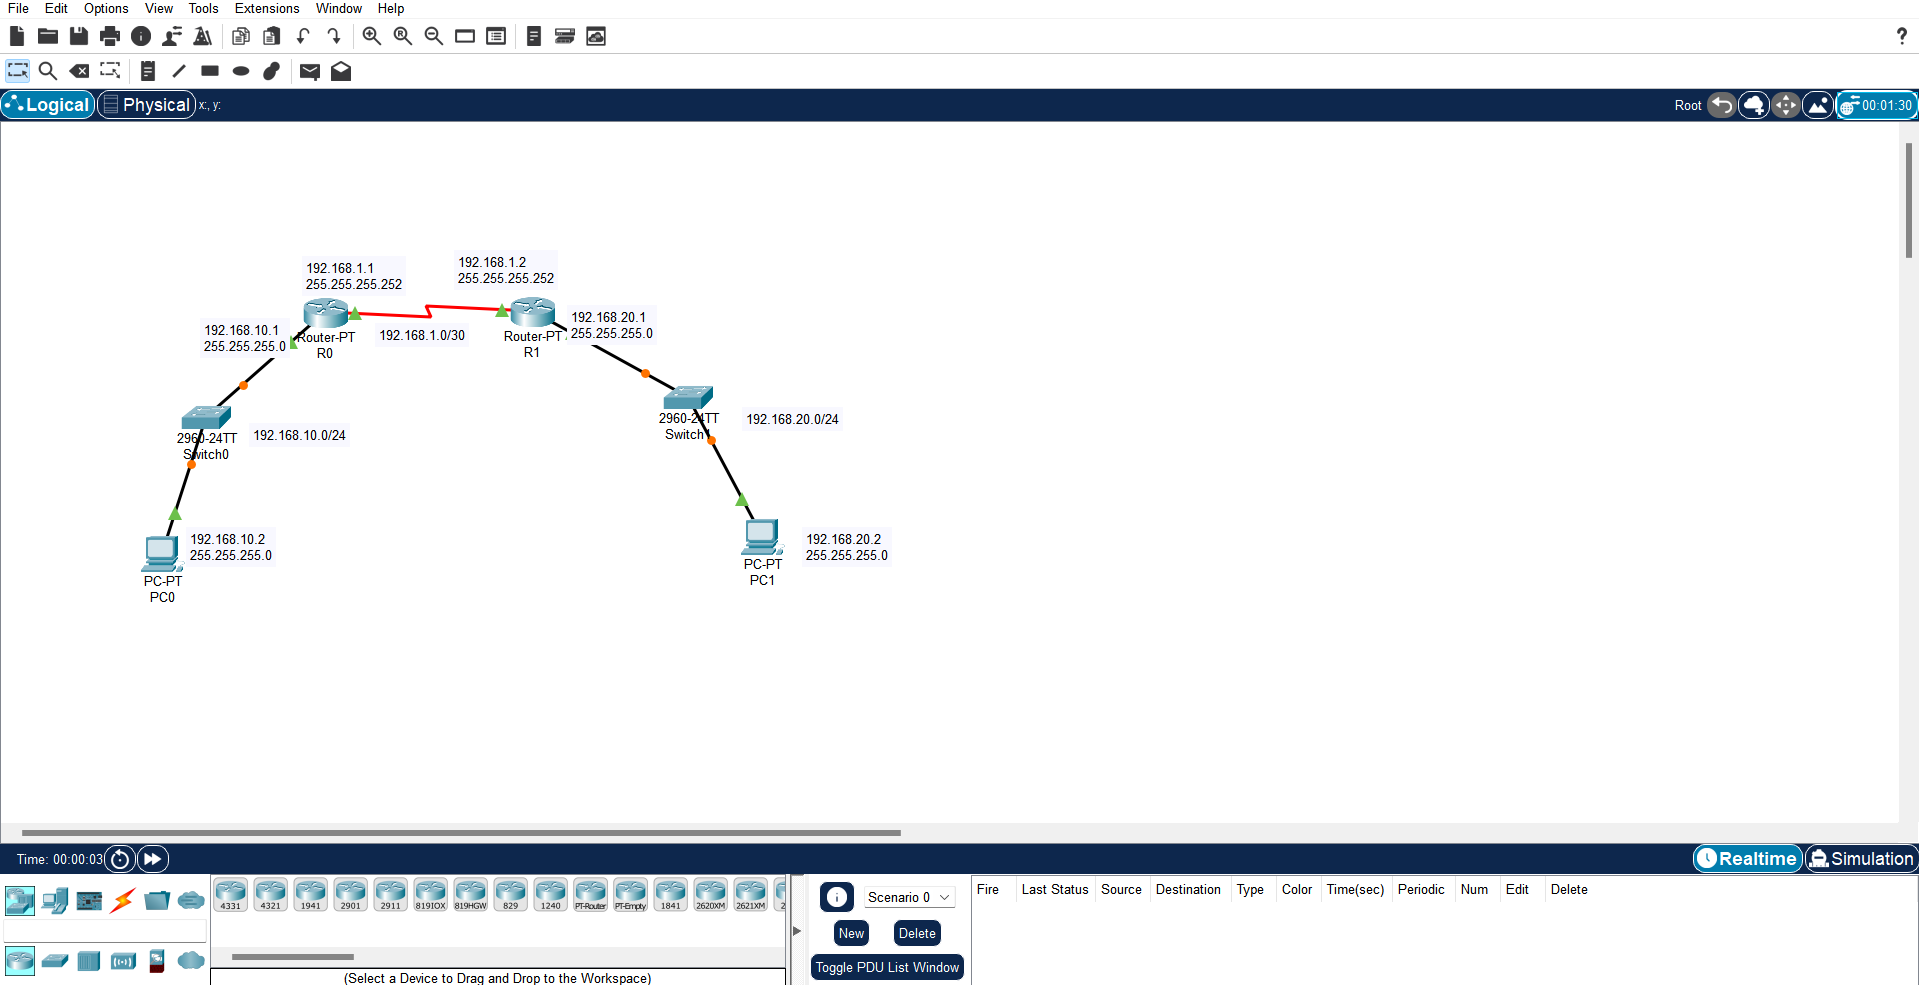 File Edit Options View Tools Extensions Window Help
?
Logical Physical x:, y: Root 00:01:30
192.168.1.1
255.255.255.252
192.168.1.2
255.255.255.252
192.168.10.1
255.255.255.0
Router-PT
R0
192.168.1.0/30
Router-PT
R1
192.168.20.1
255.255.255.0
2960-24TT
Switch0
192.168.10.0/24
2960-24TT
Switch1
192.168.20.0/24
192.168.10.2
255.255.255.0
PC-PT
PC0
192.168.20.2
255.255.255.0
PC-PT
PC1
Time: 00:00:03 Realtime Simulation
4331 4321 1941 2901 2911 819IOX 819HGW 829 1240 PT-Router PT-Empty 1841 2620XM 2621XM 2
(Select a Device to Drag and Drop to the Workspace)
Scenario 0
New Delete
Toggle PDU List Window
Fire Last Status Source Destination Type Color Time(sec) Periodic Num Edit Delete